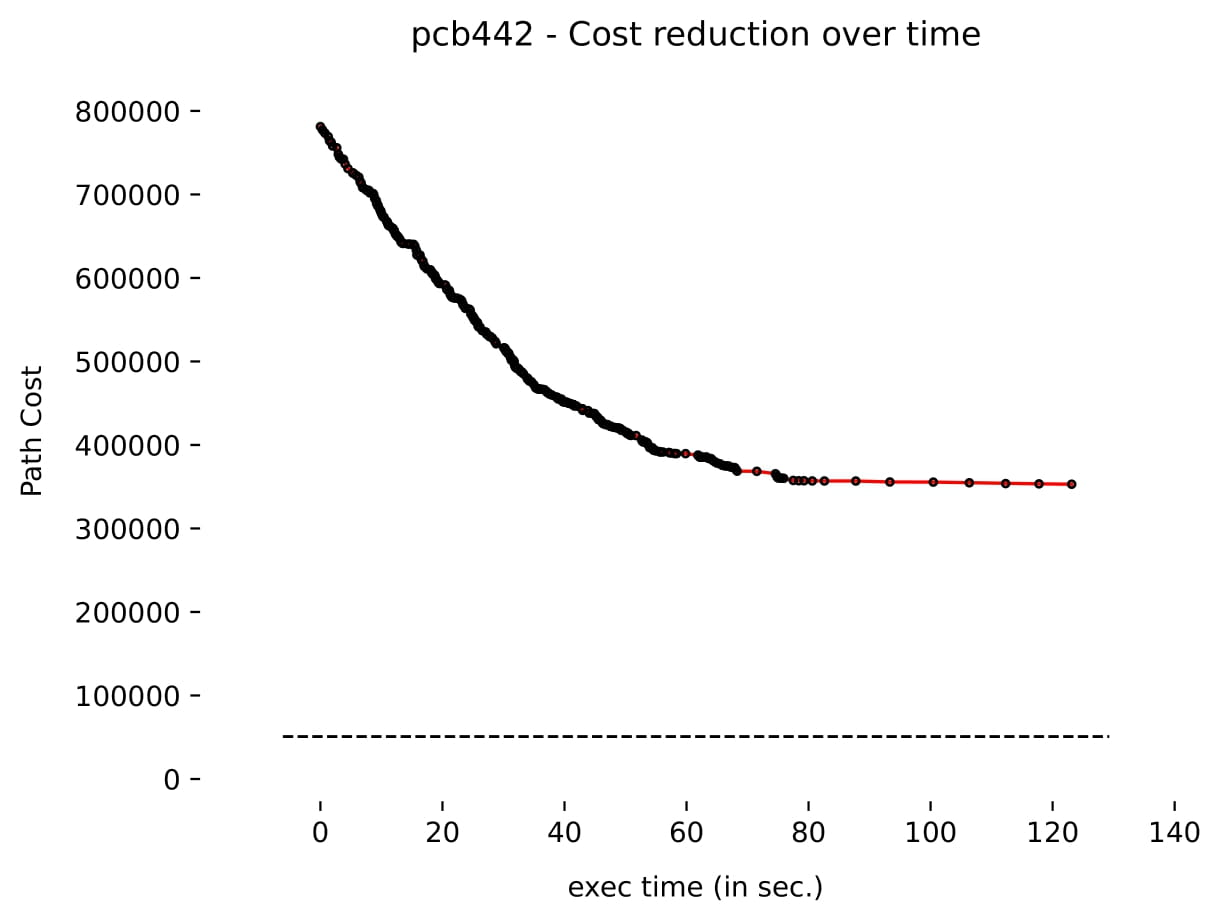 pcb442 - Cost reduction over time
800000
700000
600000
500000
400000
300000
200000
100000
0
Path Cost
0 20 40 60 80 100 120 140
exec time (in sec.)